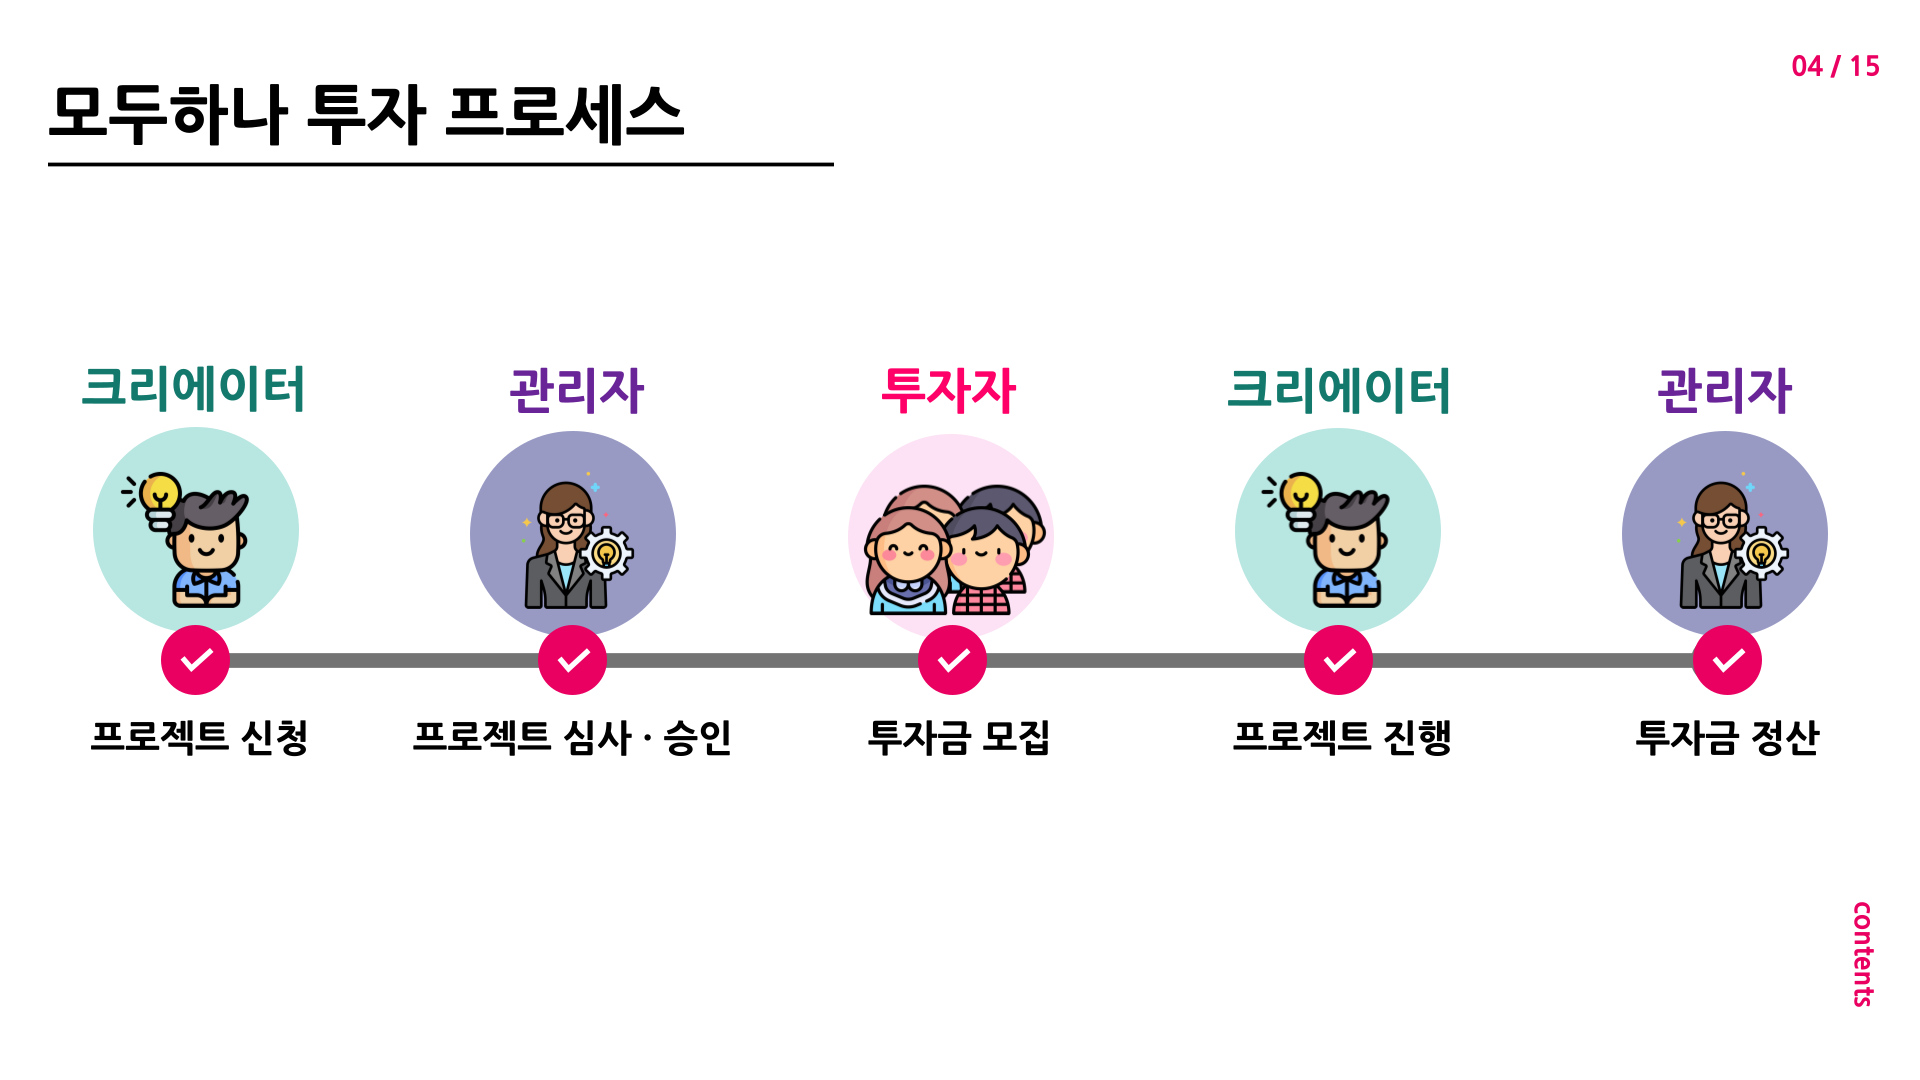 04 / 15
모두하나 투자 프로세스
크리에이터
관리자
투자자
크리에이터
관리자
프로젝트 신청
프로젝트 심사 · 승인
투자금 모집
프로젝트 진행
투자금 정산
contents